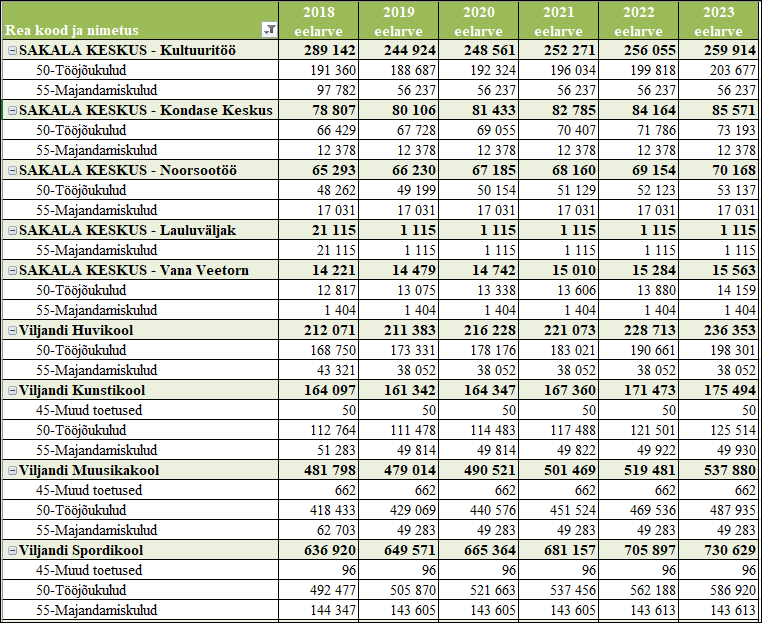 Rea kood ja nimetus 2018 eelarve 2019 eelarve 2020 eelarve 2021 eelarve 2022 eelarve 2023 eelarve
SAKALA KESKUS - Kultuuritöö 289 142 244 924 248 561 252 271 256 055 259 914
50-Tööjõukulud 191 360 188 687 192 324 196 034 199 818 203 677
55-Majandamiskulud 97 782 56 237 56 237 56 237 56 237 56 237
SAKALA KESKUS - Kondase Keskus 78 807 80 106 81 433 82 785 84 164 85 571
50-Tööjõukulud 66 429 67 728 69 055 70 407 71 786 73 193
55-Majandamiskulud 12 378 12 378 12 378 12 378 12 378 12 378
SAKALA KESKUS - Noorsootöö 65 293 66 230 67 185 68 160 69 154 70 168
50-Tööjõukulud 48 262 49 199 50 154 51 129 52 123 53 137
55-Majandamiskulud 17 031 17 031 17 031 17 031 17 031 17 031
SAKALA KESKUS - Lauluväljak 21 115 1 115 1 115 1 115 1 115 1 115
55-Majandamiskulud 21 115 1 115 1 115 1 115 1 115 1 115
SAKALA KESKUS - Vana Veetorn 14 221 14 479 14 742 15 010 15 284 15 563
50-Tööjõukulud 12 817 13 075 13 338 13 606 13 880 14 159
55-Majandamiskulud 1 404 1 404 1 404 1 404 1 404 1 404
Viljandi Huvikool 212 071 211 383 216 228 221 073 228 713 236 353
50-Tööjõukulud 168 750 173 331 178 176 183 021 190 661 198 301
55-Majandamiskulud 43 321 38 052 38 052 38 052 38 052 38 052
Viljandi Kunstikool 164 097 161 342 164 347 167 360 171 473 175 494
45-Muud toetused 50 50 50 50 50 50
50-Tööjõukulud 112 764 111 478 114 483 117 488 121 501 125 514
55-Majandamiskulud 51 283 49 814 49 814 49 822 49 922 49 930
Viljandi Muusikakool 481 798 479 014 490 521 501 469 519 481 537 880
45-Muud toetused 662 662 662 662 662 662
50-Tööjõukulud 418 433 429 069 440 576 451 524 469 536 487 935
55-Majandamiskulud 62 703 49 283 49 283 49 283 49 283 49 283
Viljandi Spordikool 636 920 649 571 665 364 681 157 705 897 730 629
45-Muud toetused 96 96 96 96 96 96
50-Tööjõukulud 492 477 505 870 521 663 537 456 562 188 586 920
55-Majandamiskulud 144 347 143 605 143 605 143 605 143 613 143 613